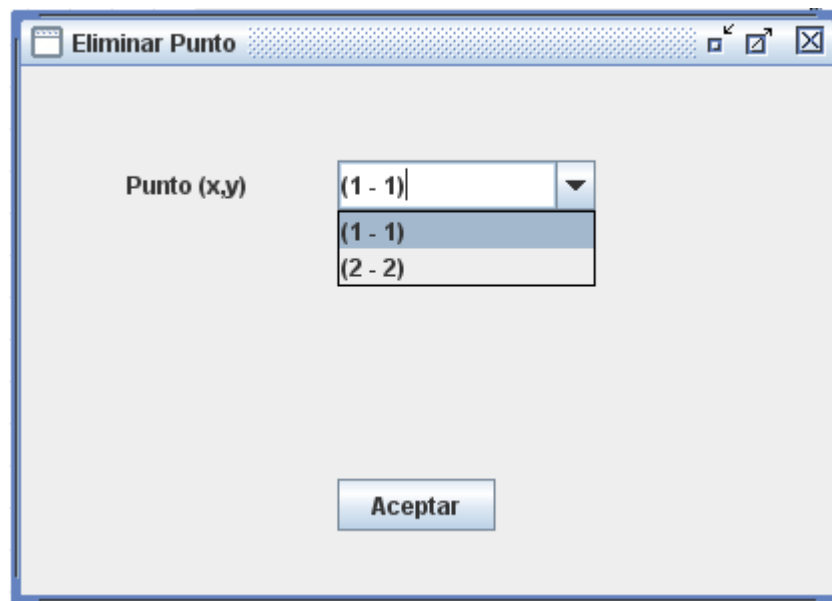 Eliminar Punto
Punto (x,y) (1 - 1)
(1 - 1)
(2 - 2)
Aceptar